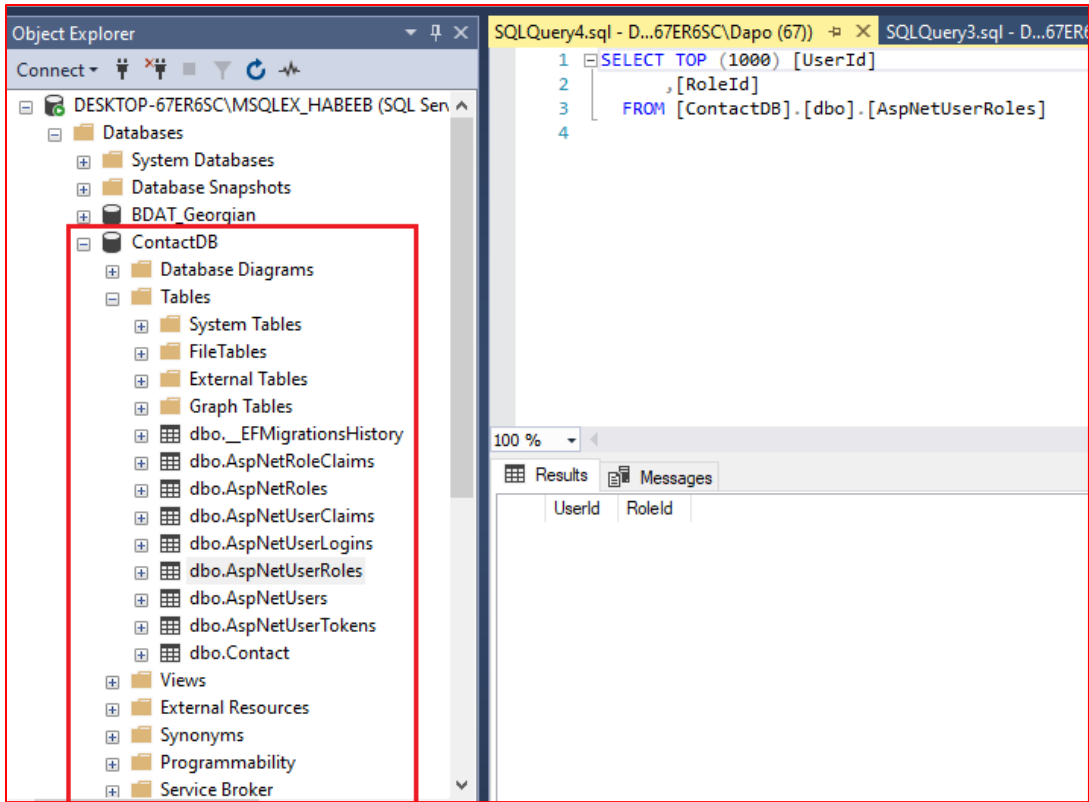 Object Explorer
Connect
DESKTOP-67ER6SC\MSQLEX_HABEEB (SQL Serv
Databases
System Databases
Database Snapshots
BDAT_Georgian
ContactDB
Database Diagrams
Tables
System Tables
FileTables
External Tables
Graph Tables
dbo.__EFMigrationsHistory
dbo.AspNetRoleClaims
dbo.AspNetRoles
dbo.AspNetUserClaims
dbo.AspNetUserLogins
dbo.AspNetUserRoles
dbo.AspNetUsers
dbo.AspNetUserTokens
dbo.Contact
Views
External Resources
Synonyms
Programmability
Service Broker
SQLQuery4.sql - D...67ER6SC\Dapo (67)) SQLQuery3.sql - D...67ER6
1 SELECT TOP (1000) [UserId]
2 ,[RoleId]
3 FROM [ContactDB].[dbo].[AspNetUserRoles]
4
100 %
Results Messages
UserId RoleId